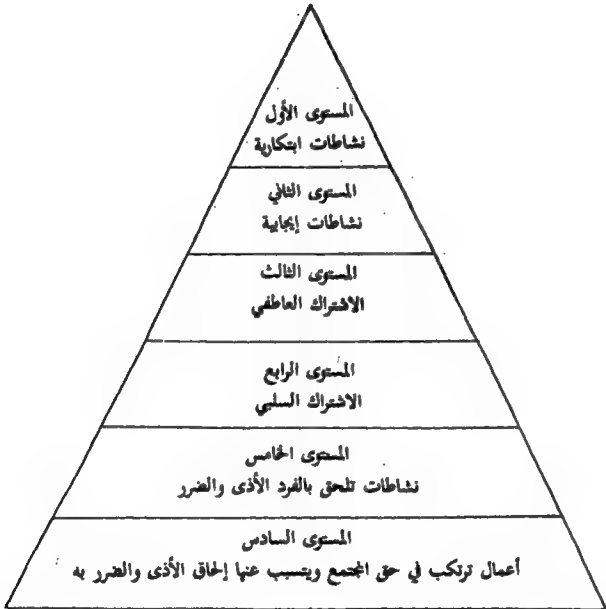 المستوى الأول
نشاطات ابتكارية
المستوى الثاني
نشاطات إيجابية
المستوى الثالث
الاشتراك العاطفي
المستوى الرابع
الاشتراك السلبي
المستوى الخامس
نشاطات تلحق بالفرد الأذى والضرر
المستوى السادس
أعمال ترتكب في حق المجتمع ويتسبب عنها إلحاق الأذى والضرر به